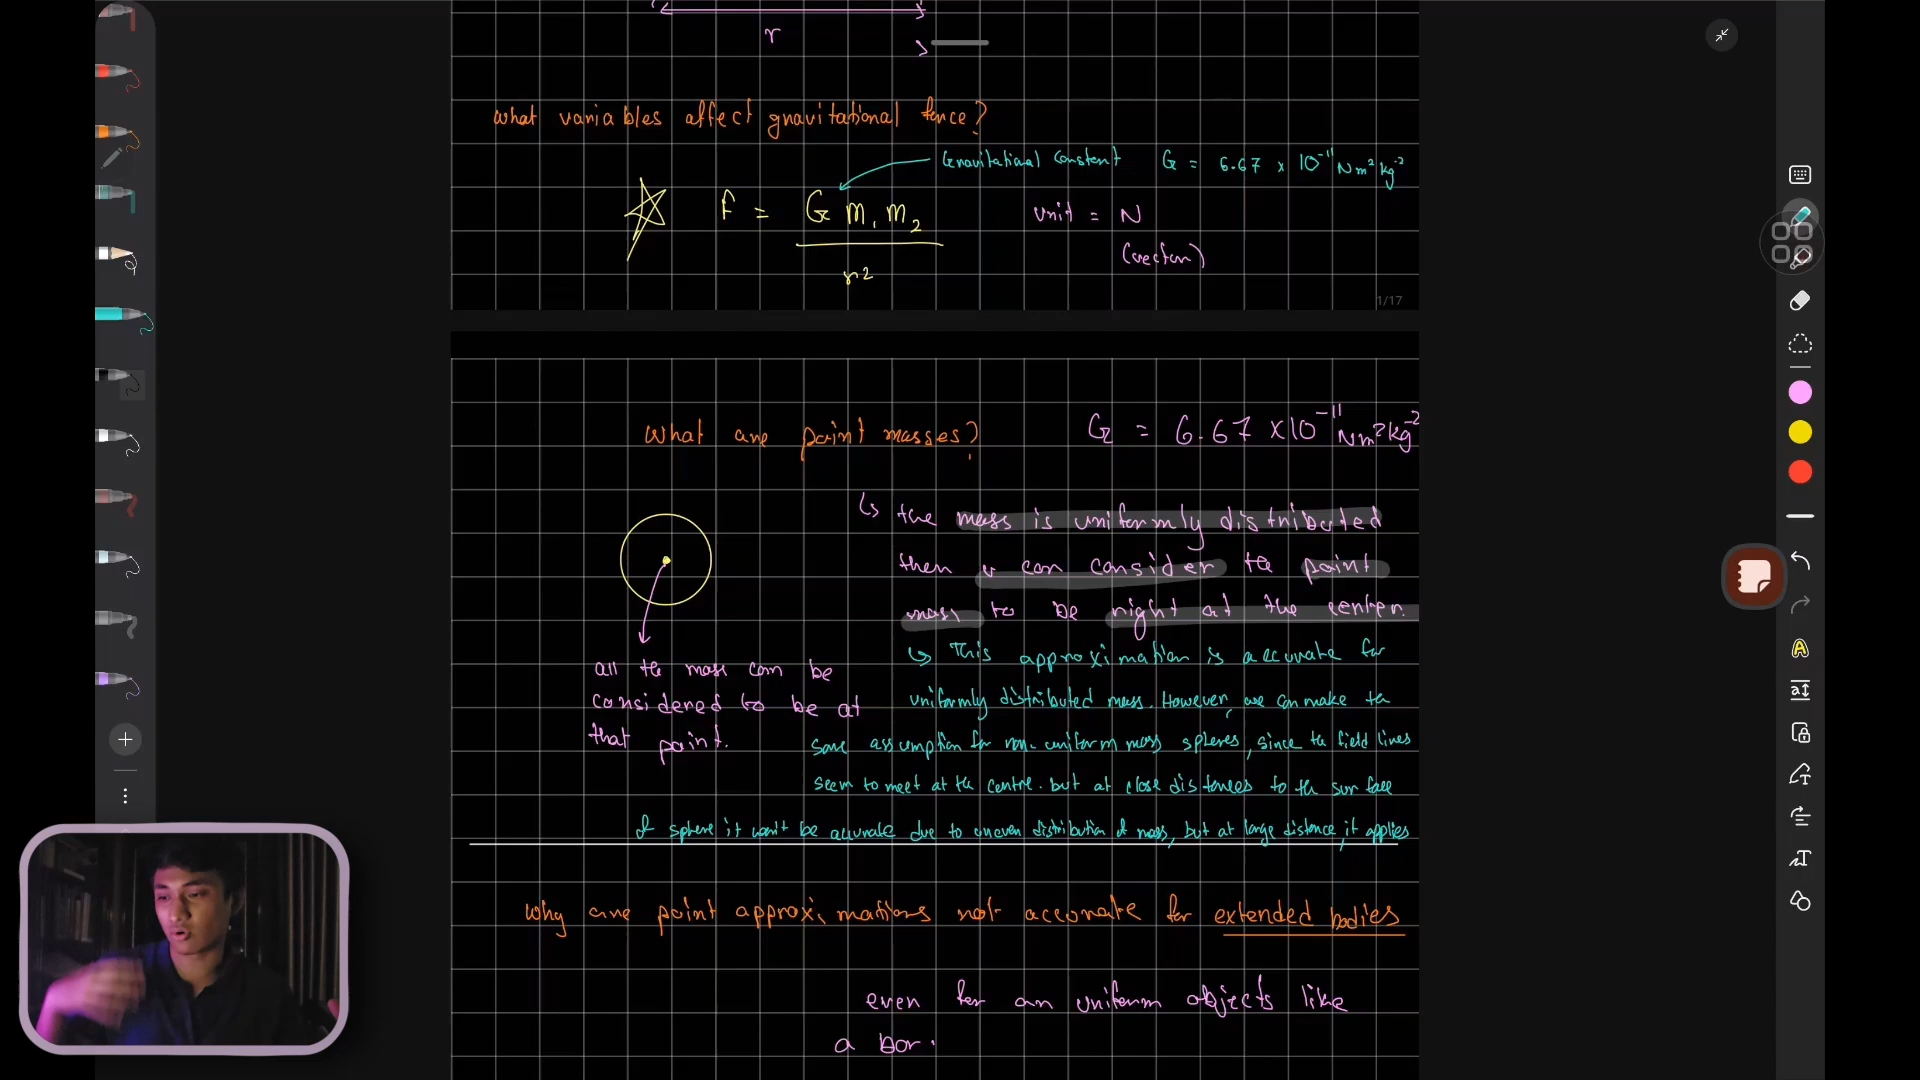 r
what variables affect gravitational force?
Gravitational constant G = 6.67 x 10⁻¹¹ Nm²kg⁻²
F = G m₁ m₂
r²
unit = N
(vector)
1/17
What are point masses?
G = 6.67 x10⁻¹¹ Nm²kg⁻²
↳ the mass is uniformly distributed
then v can consider the point
mass to be right at the center.
all the mass can be
considered to be at
that point.
↳ This approximation is accurate for
uniformly distributed mass. However, we can make the
same assumption for non-uniform mass spheres, since the field lines
seem to meet at the centre. but at close distances to the surface
of sphere it won't be accurate due to uneven distribution of mass, but at large distance, it applies
Why are point approximations not accurate for extended bodies
even for an uniform objects like
a bar.